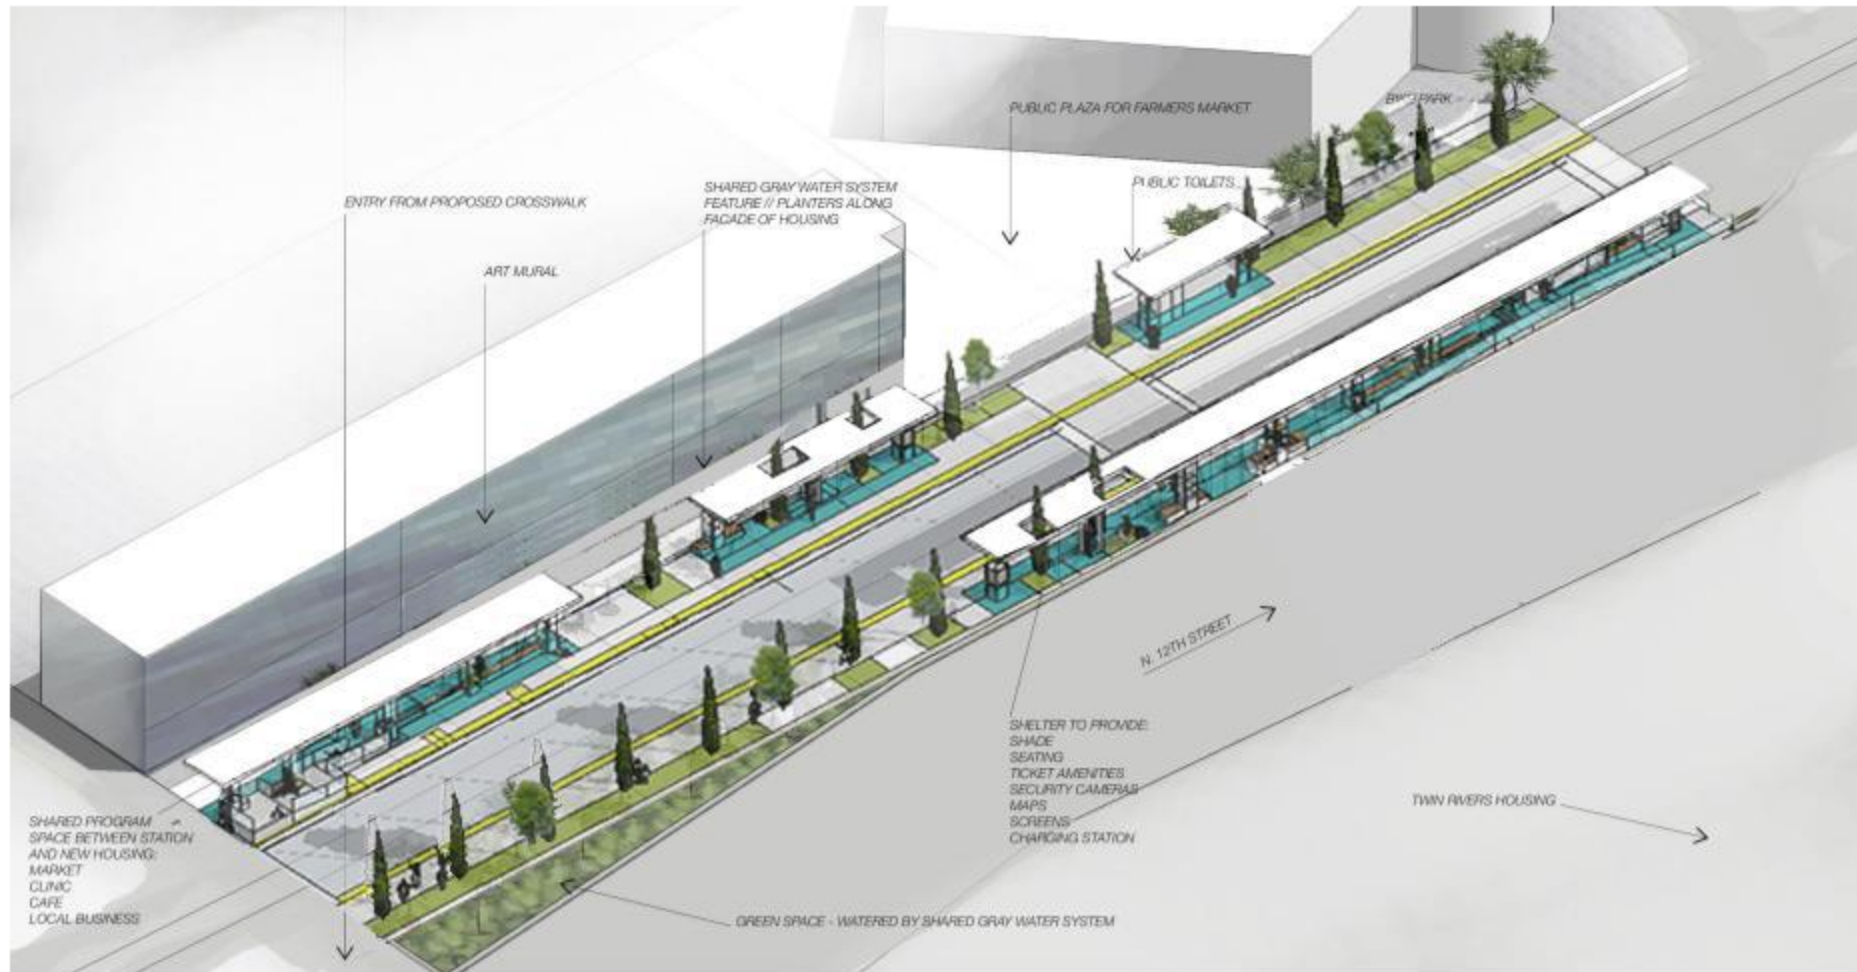 PUBLIC PLAZA FOR FARMERS MARKET
BIKE PARK
ENTRY FROM PROPOSED CROSSWALK
SHARED GRAY WATER SYSTEM
FEATURE // PLANTERS ALONG
FACADE OF HOUSING
PUBLIC TOILETS
ART MURAL
N. 12TH STREET
SHELTER TO PROVIDE:
SHADE
SEATING
TICKET AMENITIES
SECURITY CAMERAS
MAPS
SCREENS
CHARGING STATION
TWIN RIVERS HOUSING
SHARED PROGRAM
SPACE BETWEEN STATION
AND NEW HOUSING:
MARKET
CLINIC
CAFE
LOCAL BUSINESS
GREEN SPACE - WATERED BY SHARED GRAY WATER SYSTEM